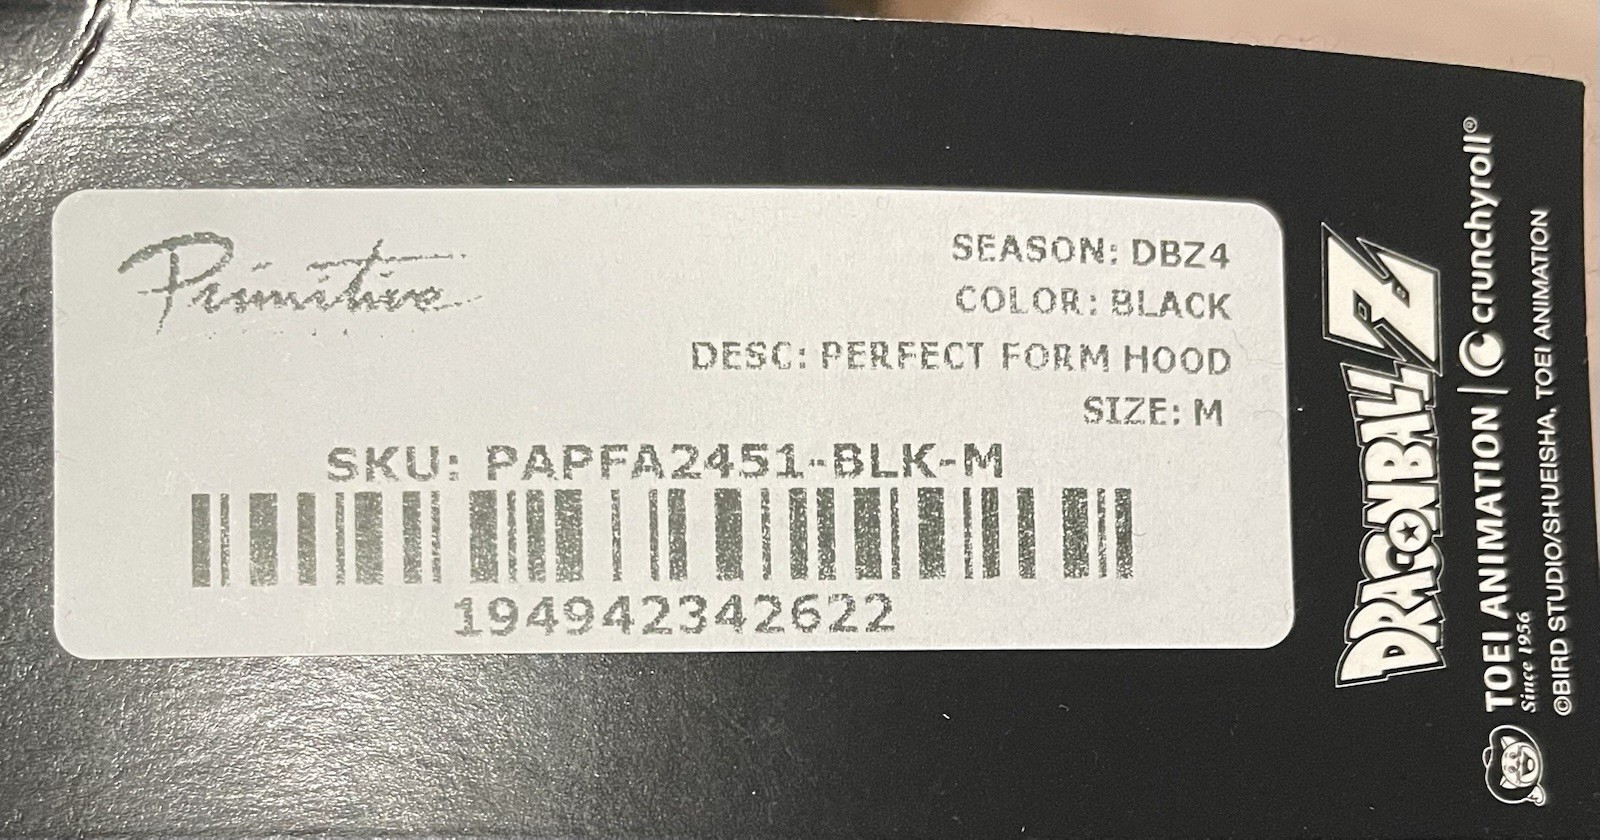 Primitive
SEASON: DBZ4
COLOR: BLACK
DESC: PERFECT FORM HOOD
SIZE: M
SKU: PAPFA2451-BLK-M
194942342622
DRAGONBALL Z
TOEI ANIMATION | crunchyroll®
Since 1956
©BIRD STUDIO/SHUEISHA, TOEI ANIMATION